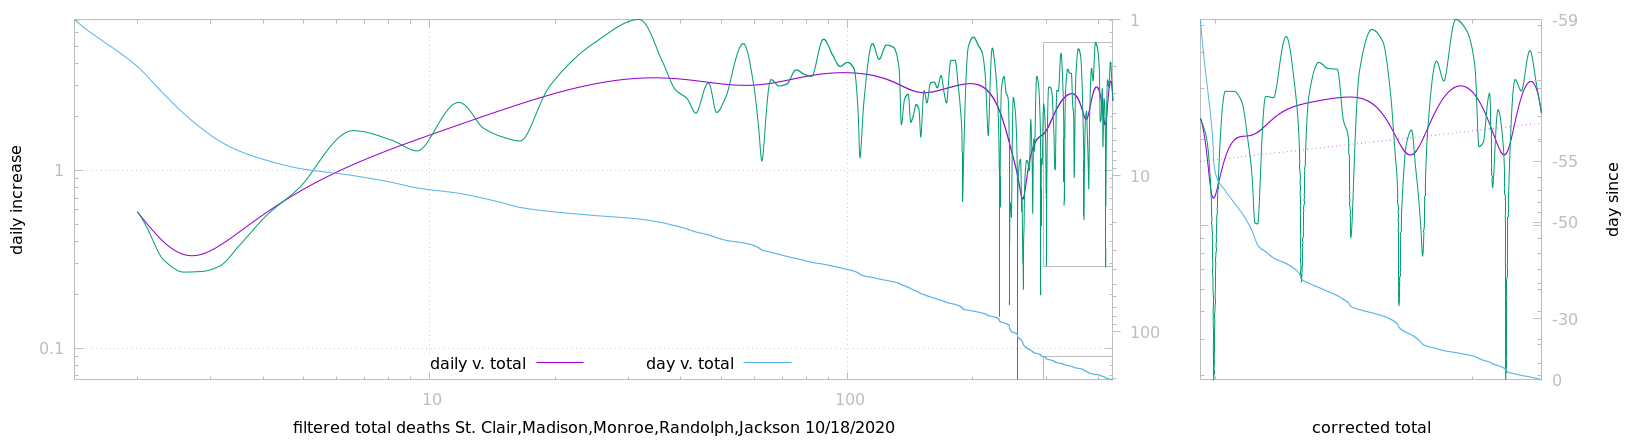 daily increase
1
0.1
10
100
1
10
100
daily v. total
day v. total
filtered total deaths St. Clair,Madison,Monroe,Randolph,Jackson 10/18/2020
-59
-55
-50
-30
0
day since
corrected total